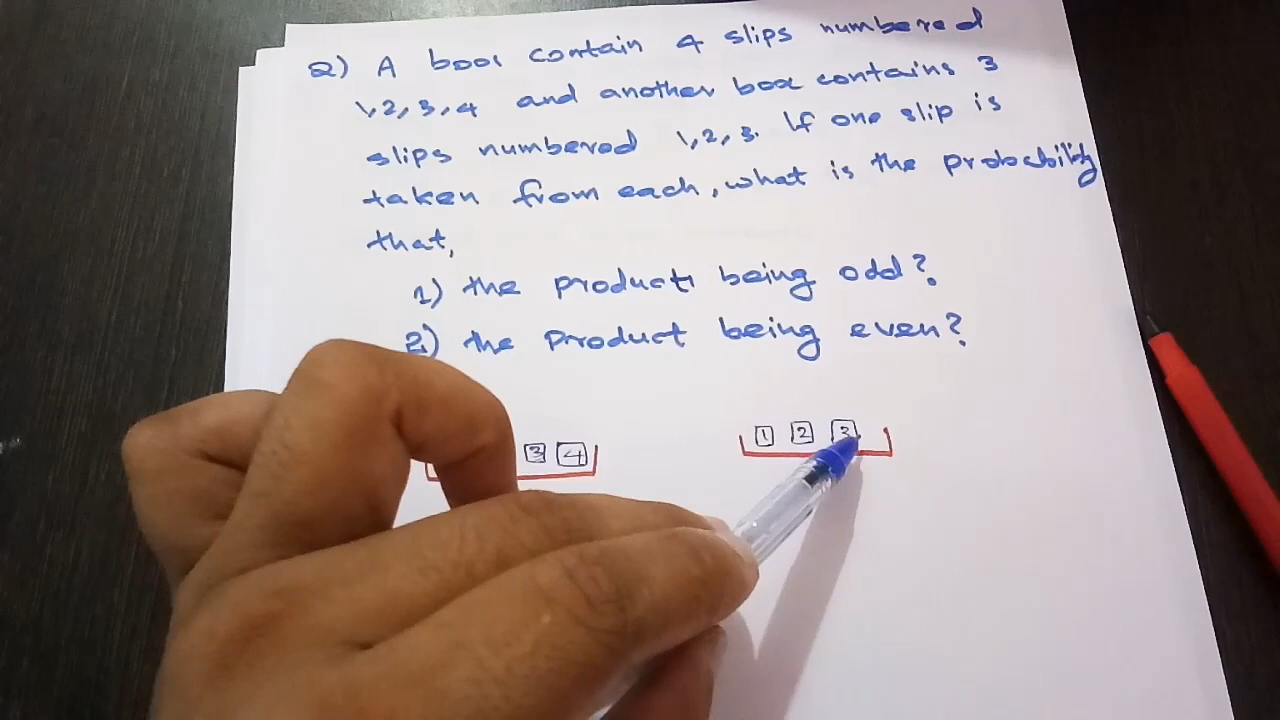 Q) A box contain 4 slips numbered
1, 2, 3, 4 and another box contains 3
slips numbered 1, 2, 3. If one slip is
taken from each, what is the probability
that,
1) the product being odd?
2) the product being even?
3 4
1 2 3